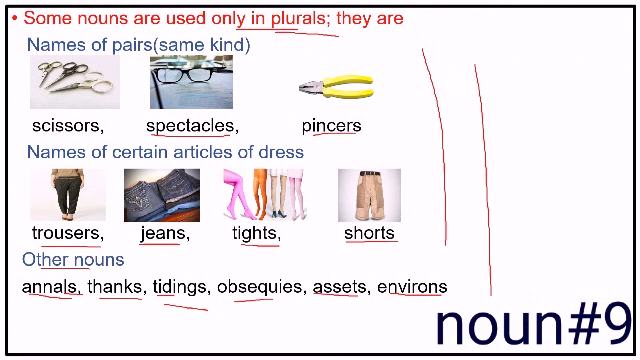 • Some nouns are used only in plurals; they are
Names of pairs(same kind)
scissors, spectacles, pincers
Names of certain articles of dress
trousers, jeans, tights, shorts
Other nouns
annals, thanks, tidings, obsequies, assets, environs
noun#9